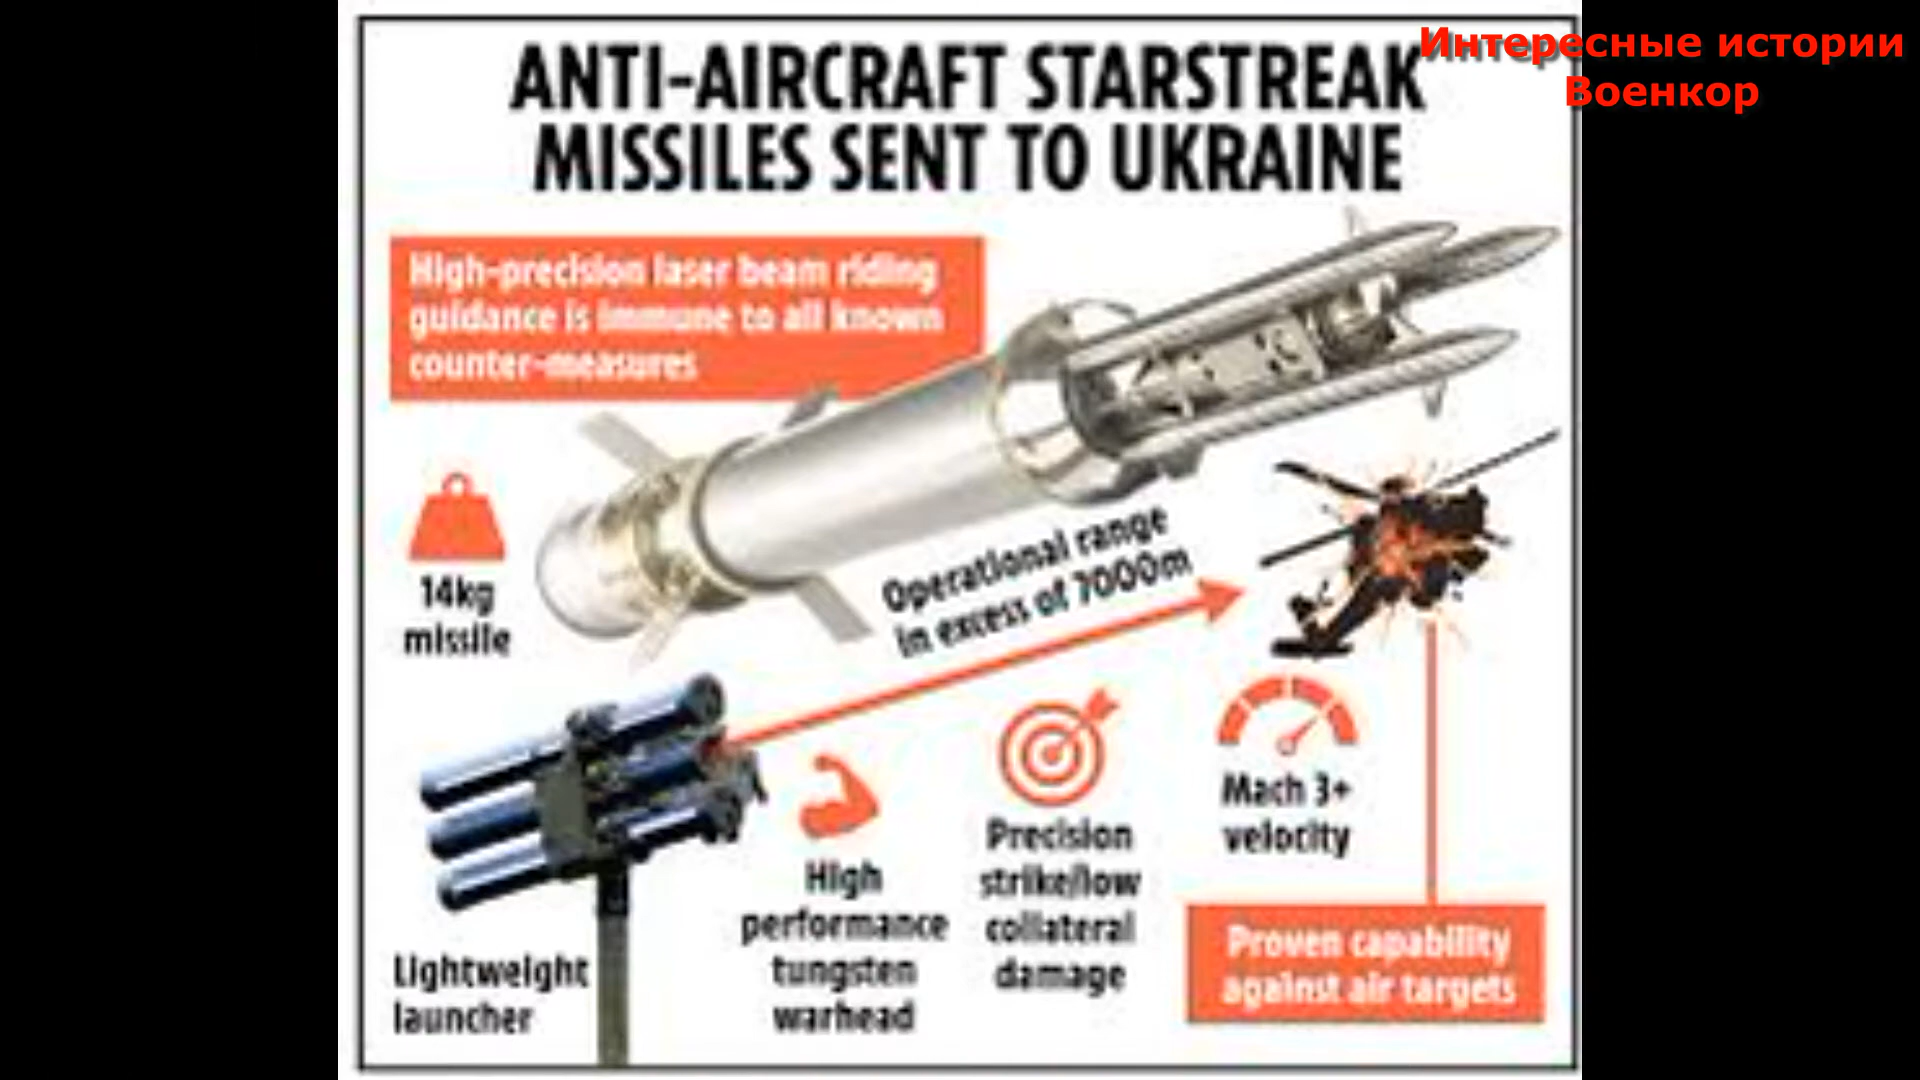 ANTI-AIRCRAFT STARSTREAK
MISSILES SENT TO UKRAINE
Интересные истории
Военкор
High-precision laser beam riding
guidance is immune to all known
counter-measures
14kg
missile
Operational range
in excess of 7000m
Lightweight
launcher
High
performance
tungsten
warhead
Precision
strike/low
collateral
damage
Mach 3+
velocity
Proven capability
against air targets